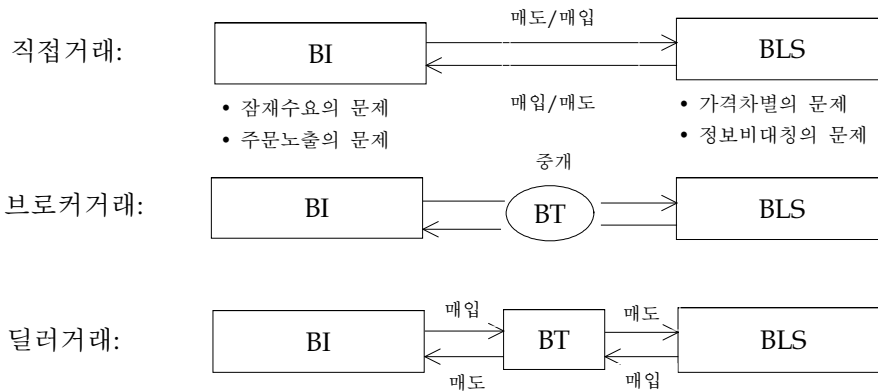 매도/매입
직접거래: BI BLS
• 잠재수요의 문제 매입/매도 • 가격차별의 문제
• 주문노출의 문제 • 정보비대칭의 문제
중개
브로커거래: BI BT BLS
매입 매도
딜러거래: BI BT BLS
매도 매입